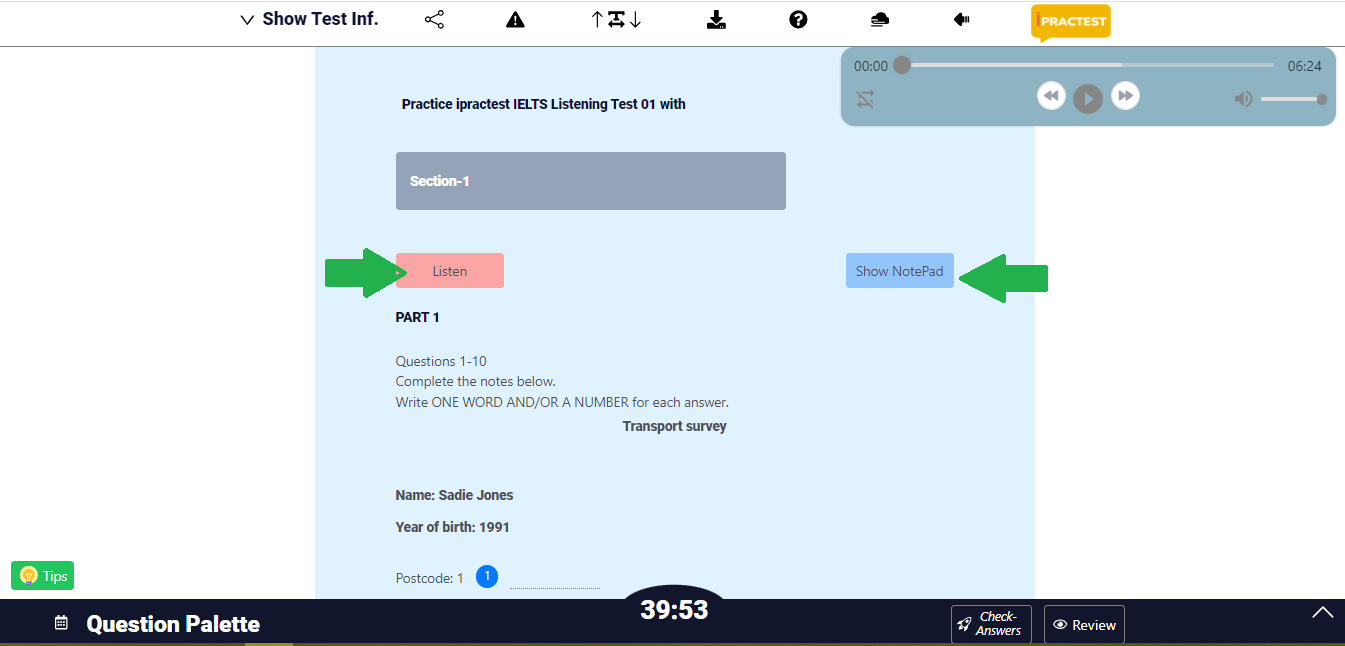 Show Test Inf.
iPRACTEST
00:00
06:24
Practice ipractest IELTS Listening Test 01 with
Section-1
Listen
Show NotePad
PART 1
Questions 1-10
Complete the notes below.
Write ONE WORD AND/OR A NUMBER for each answer.
Transport survey
Name: Sadie Jones
Year of birth: 1991
Postcode: 1 1
Tips
Question Palette
39:53
Check-
Answers
Review